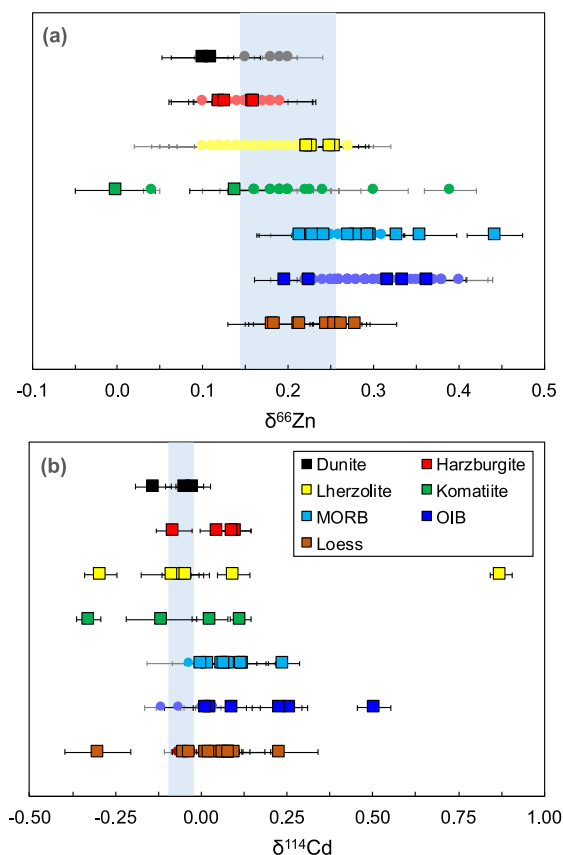 (a)
-0.1 0.0 0.1 0.2 0.3 0.4 0.5
δ⁶⁶Zn
(b)
Dunite Harzburgite
Lherzolite Komatiite
MORB OIB
Loess
-0.50 -0.25 0.00 0.25 0.50 0.75 1.00
δ¹¹⁴Cd